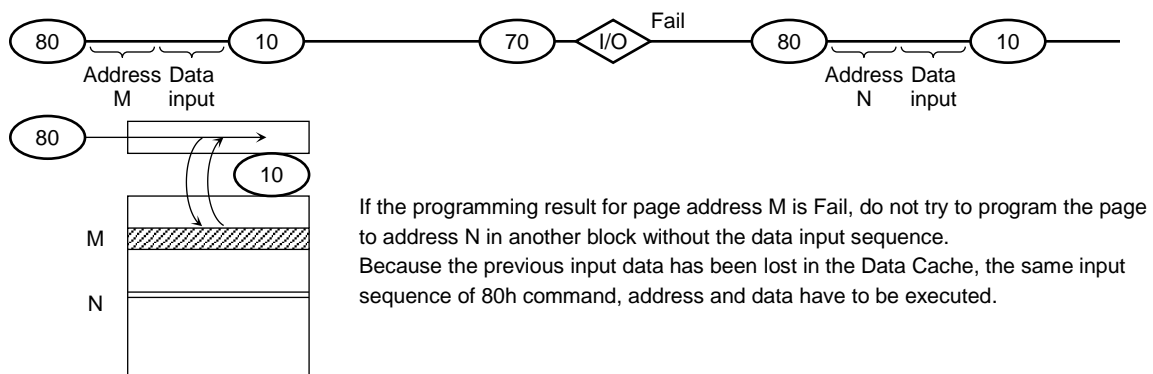 Fail
80 10 70 I/O 80 10
Address Data Address Data
M input N input
80
10
If the programming result for page address M is Fail, do not try to program the page
M
to address N in another block without the data input sequence.
Because the previous input data has been lost in the Data Cache, the same input
N
sequence of 80h command, address and data have to be executed.